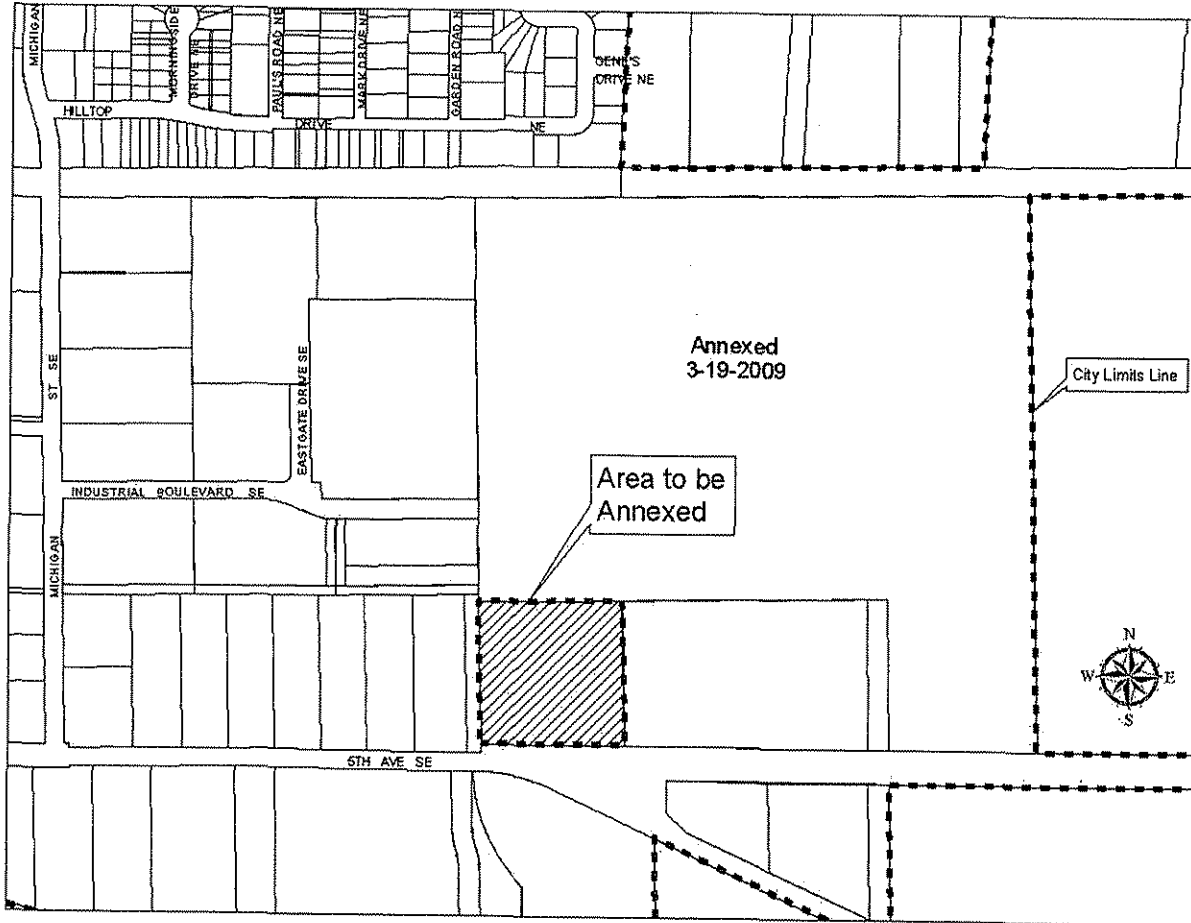 MICHIGAN
MORNINGSIDE
DRIVE NE
PAUL'S ROAD NE
MARK DRIVE NE
GARDEN ROAD N
GENE'S
DRIVE NE
HILLTOP
DRIVE
NE
Annexed
3-19-2009
City Limits Line
ST SE
EASTGATE DRIVE SE
Area to be
Annexed
INDUSTRIAL BOULEVARD SE
MICHIGAN
N
W
E
S
5TH AVE SE